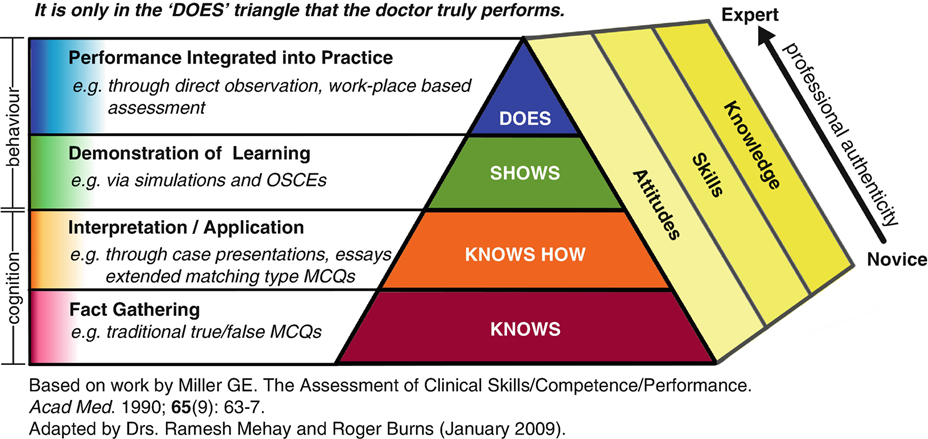 It is only in the ‘DOES’ triangle that the doctor truly performs.
Expert
behaviour
Performance Integrated into Practice
e.g. through direct observation, work-place based
assessment
DOES
Demonstration of  Learning
e.g. via simulations and OSCEs
SHOWS
cognition
Interpretation / Application
e.g. through case presentations, essays
extended matching type MCQs
KNOWS HOW
Fact Gathering
e.g. traditional true/false MCQs
KNOWS
Attitudes
Skills
Knowledge
professional authenticity
Novice
Based on work by Miller GE. The Assessment of Clinical Skills/Competence/Performance.
Acad Med. 1990; 65(9): 63-7.
Adapted by Drs. Ramesh Mehay and Roger Burns (January 2009).